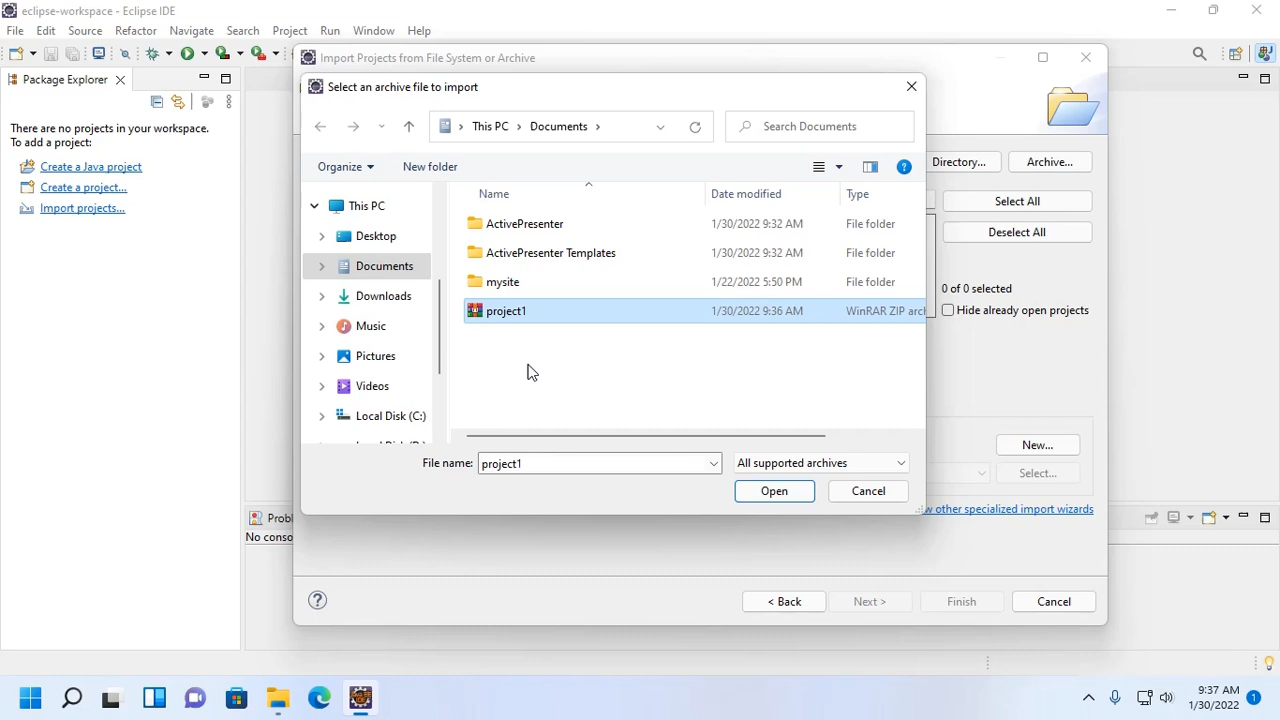 eclipse-workspace - Eclipse IDE
File Edit Source Refactor Navigate Search Project Run Window Help
Package Explorer
There are no projects in your workspace.
To add a project:
Create a Java project
Create a project...
Import projects...
Import Projects from File System or Archive
Select an archive file to import
This PC Documents
Search Documents
Organize New folder
Name Date modified Type
This PC
Desktop
Documents
Downloads
Music
Pictures
Videos
Local Disk (C:)
ActivePresenter 1/30/2022 9:32 AM File folder
ActivePresenter Templates 1/30/2022 9:32 AM File folder
mysite 1/22/2022 5:50 PM File folder
project1 1/30/2022 9:36 AM WinRAR ZIP arc
File name: project1 All supported archives
Open Cancel
Directory... Archive...
Select All
Deselect All
0 of 0 selected
Hide already open projects
New...
Select...
w other specialized import wizards
Probl
No conso
< Back Next > Finish Cancel
9:37 AM
1/30/2022
1